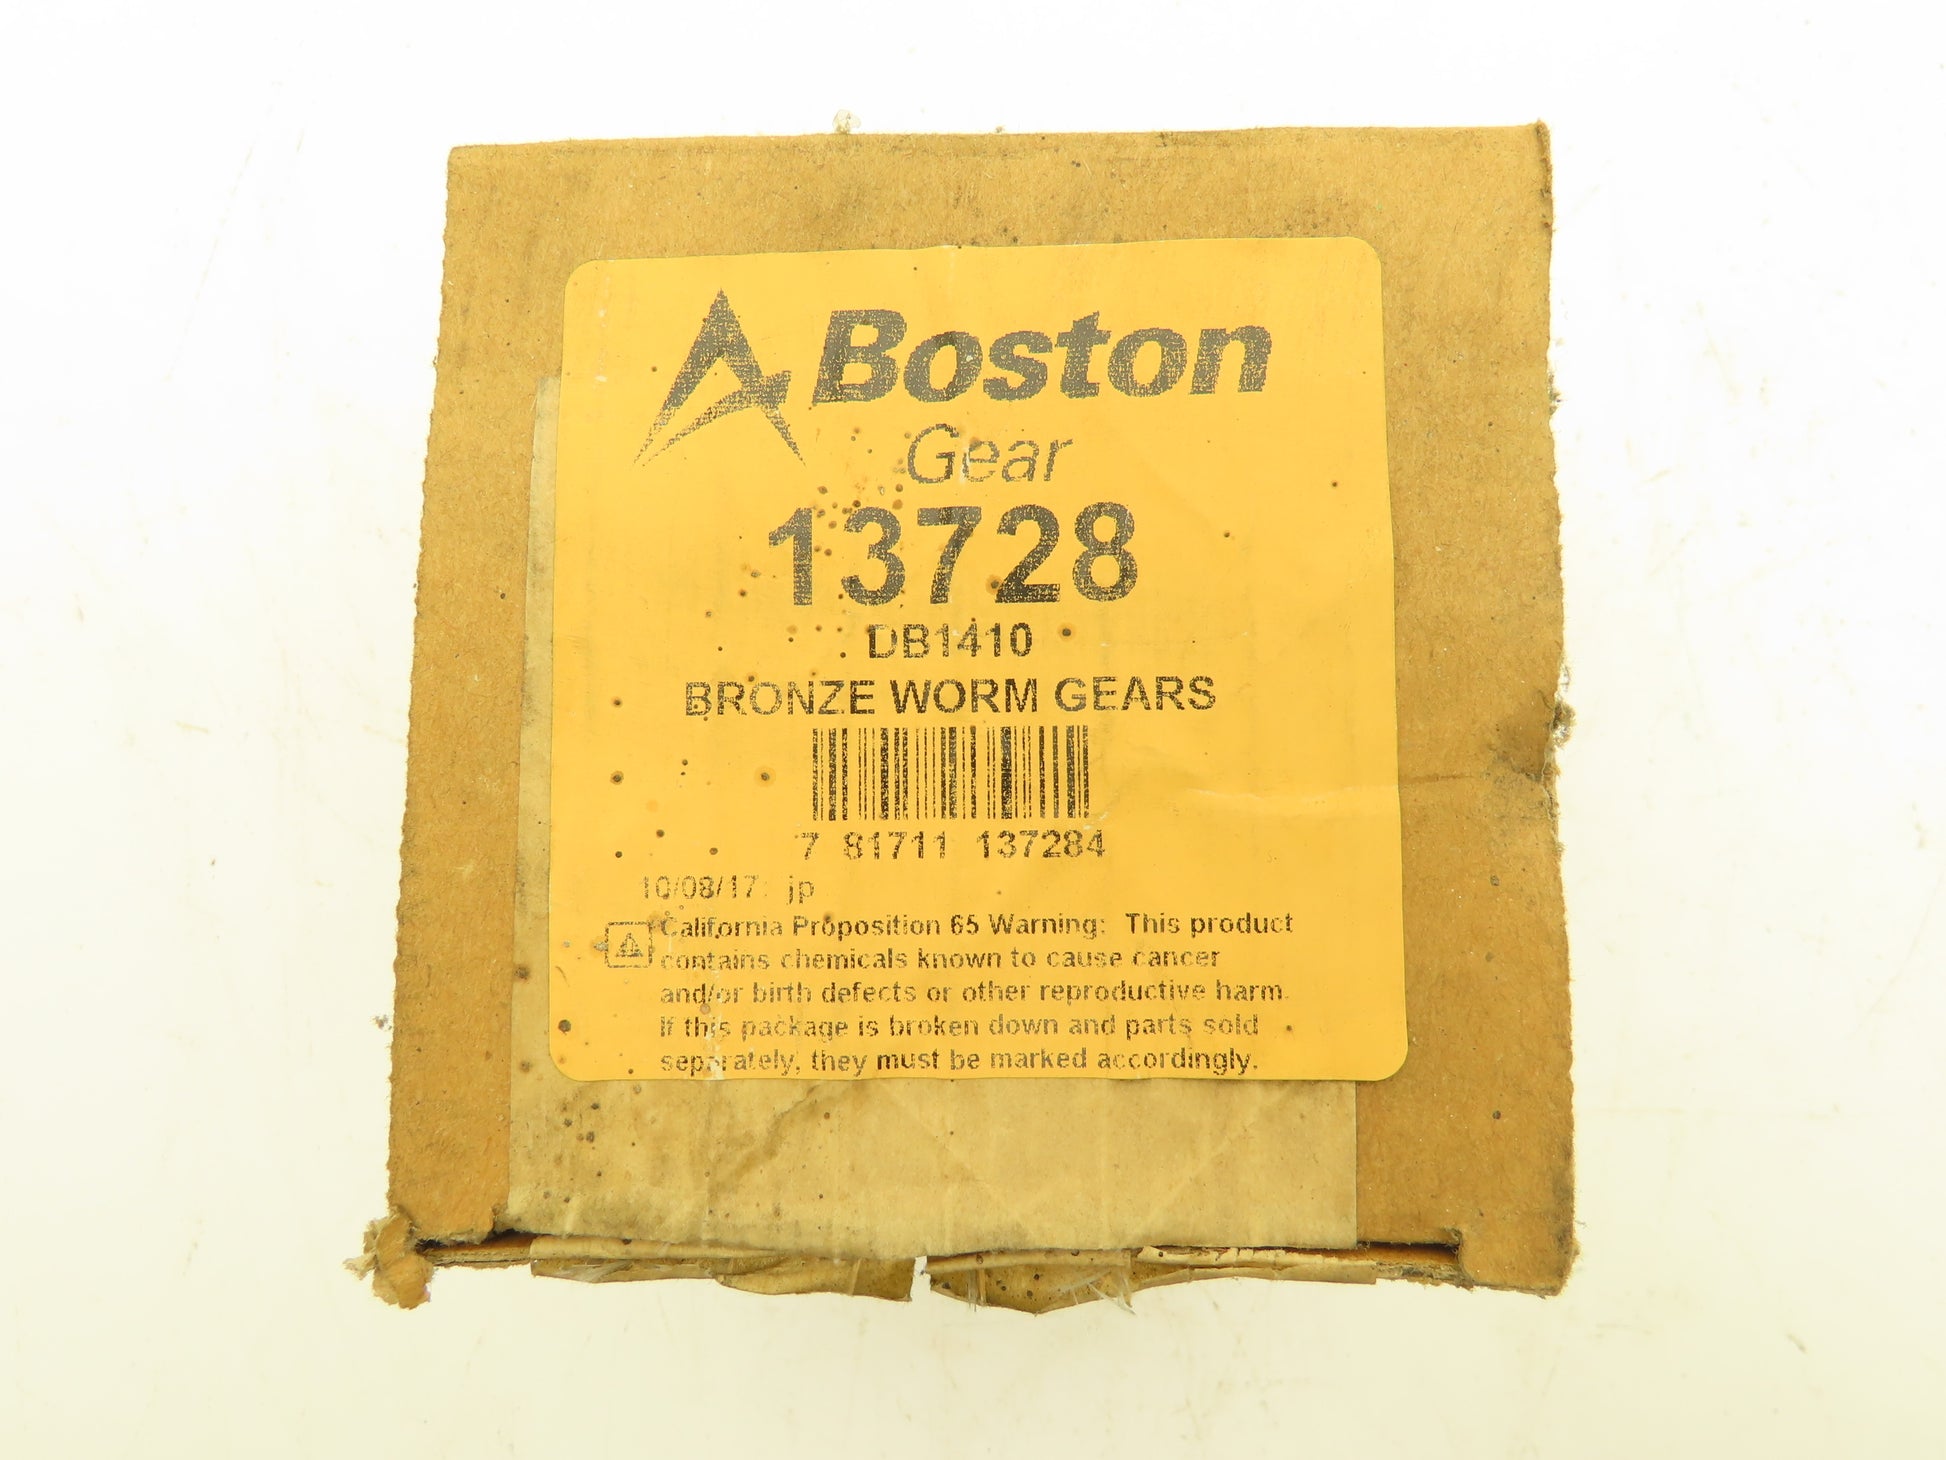 Boston
Gear
13728
DB1410
BRONZE WORM GEARS
7 81711 137284
10/08/17: jp
California Proposition 65 Warning: This product
contains chemicals known to cause cancer
and/or birth defects or other reproductive harm.
If this package is broken down and parts sold
separately, they must be marked accordingly.